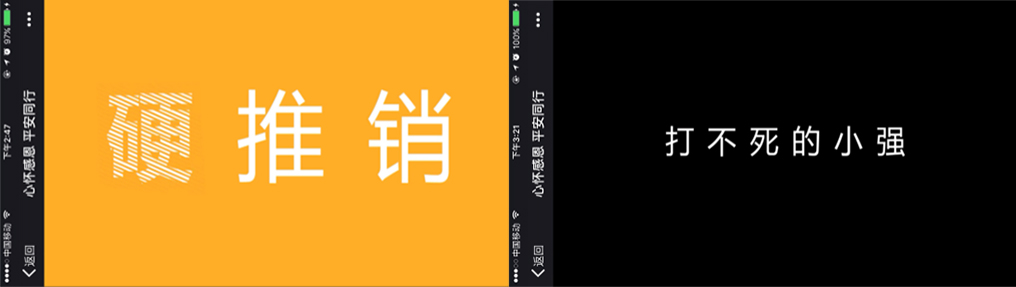 中国移动 下午2:47 97%
返回 心怀感恩 平安同行
硬推销
中国移动 下午3:21 100%
返回 心怀感恩 平安同行
打不死的小强